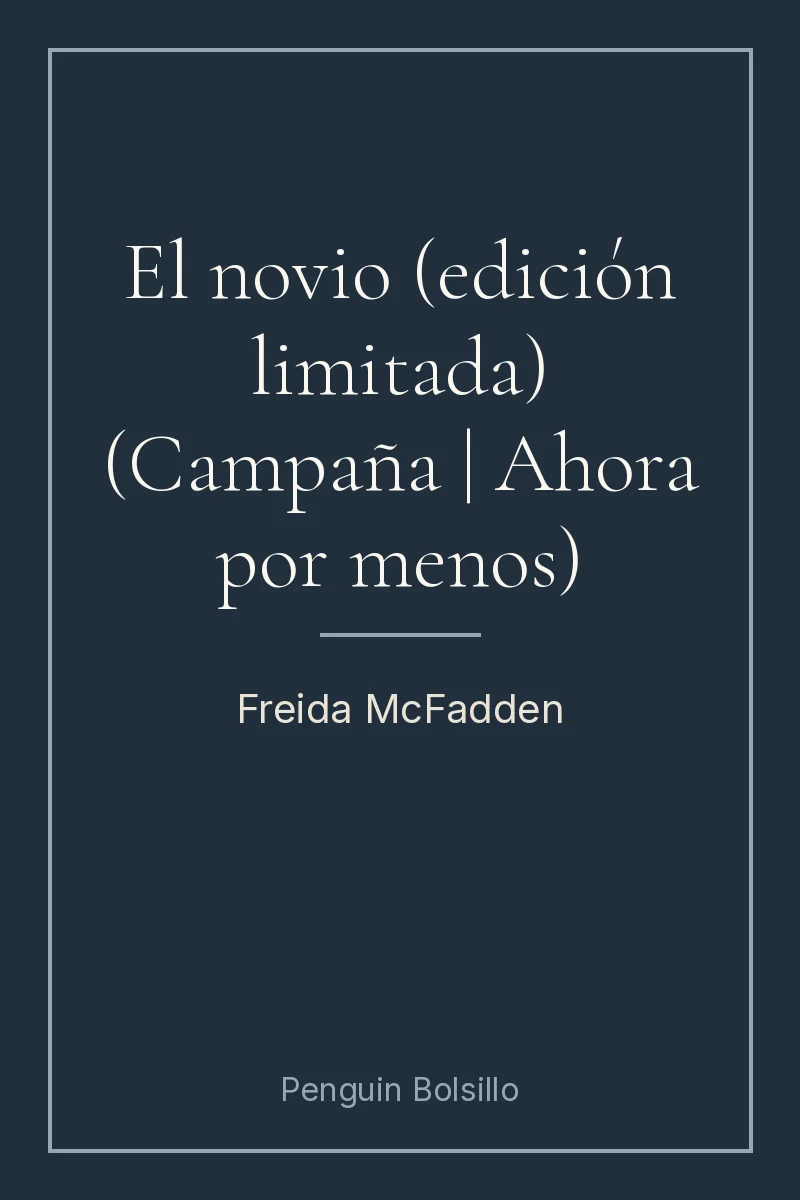 El novio (edición
limitada)
(Campaña | Ahora
por menos)
Freida McFadden
Penguin Bolsillo